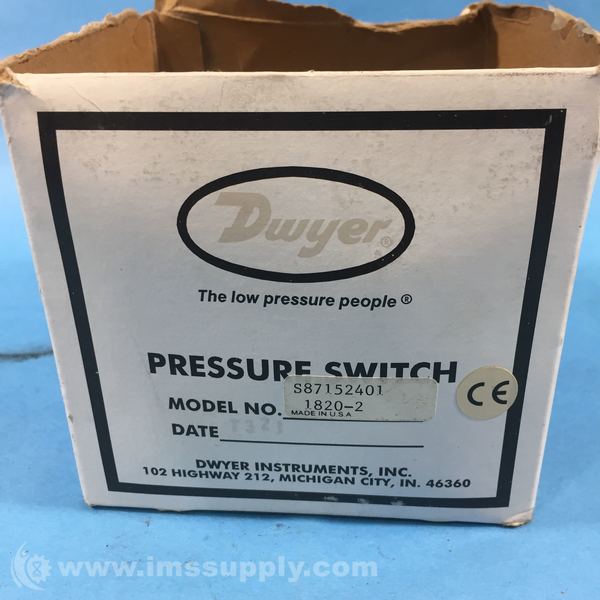 Dwyer®
The low pressure people ®
PRESSURE SWITCH
S87152401
MODEL NO. 1820-2
MADE IN U.S.A
DATE T321
CE
DWYER INSTRUMENTS, INC.
102 HIGHWAY 212, MICHIGAN CITY, IN. 46360
© www.imssupply.com